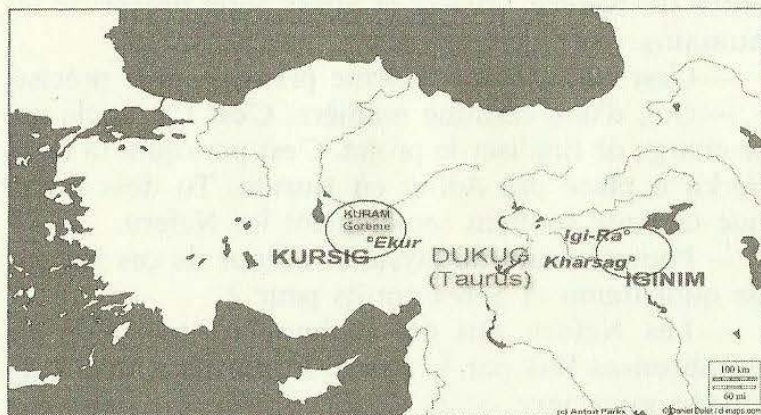 KURAM
Gorëme
°Ekur
KURSIG
DUKUG
(Taurus)
Igi-Ra°
Kharsag°
IGINIM
100 km
60 mi
(c) Anton Parks
©Daniel Dalet / d-maps.com